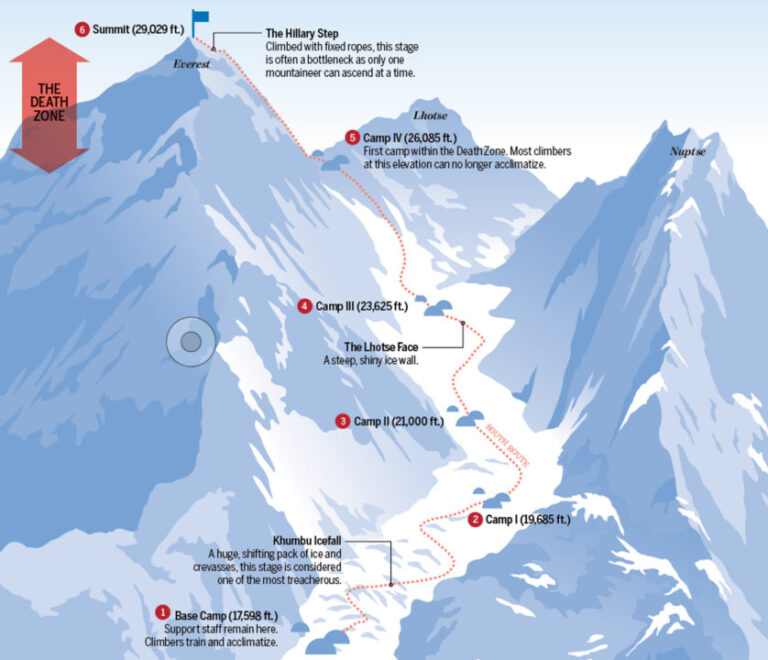 6 Summit (29,029 ft.)
The Hillary Step
Climbed with fixed ropes, this stage
is often a bottleneck as only one
mountaineer can ascend at a time.
Everest
THE
DEATH
ZONE
Lhotse
5 Camp IV (26,085 ft.)
First camp within the Death Zone. Most climbers
at this elevation can no longer acclimatize.
Nuptse
4 Camp III (23,625 ft.)
The Lhotse Face
A steep, shiny ice wall.
3 Camp II (21,000 ft.)
SOUTH ROUTE
2 Camp I (19,685 ft.)
Khumbu Icefall
A huge, shifting pack of ice and
crevasses, this stage is considered
one of the most treacherous.
1 Base Camp (17,598 ft.)
Support staff remain here.
Climbers train and acclimatize.